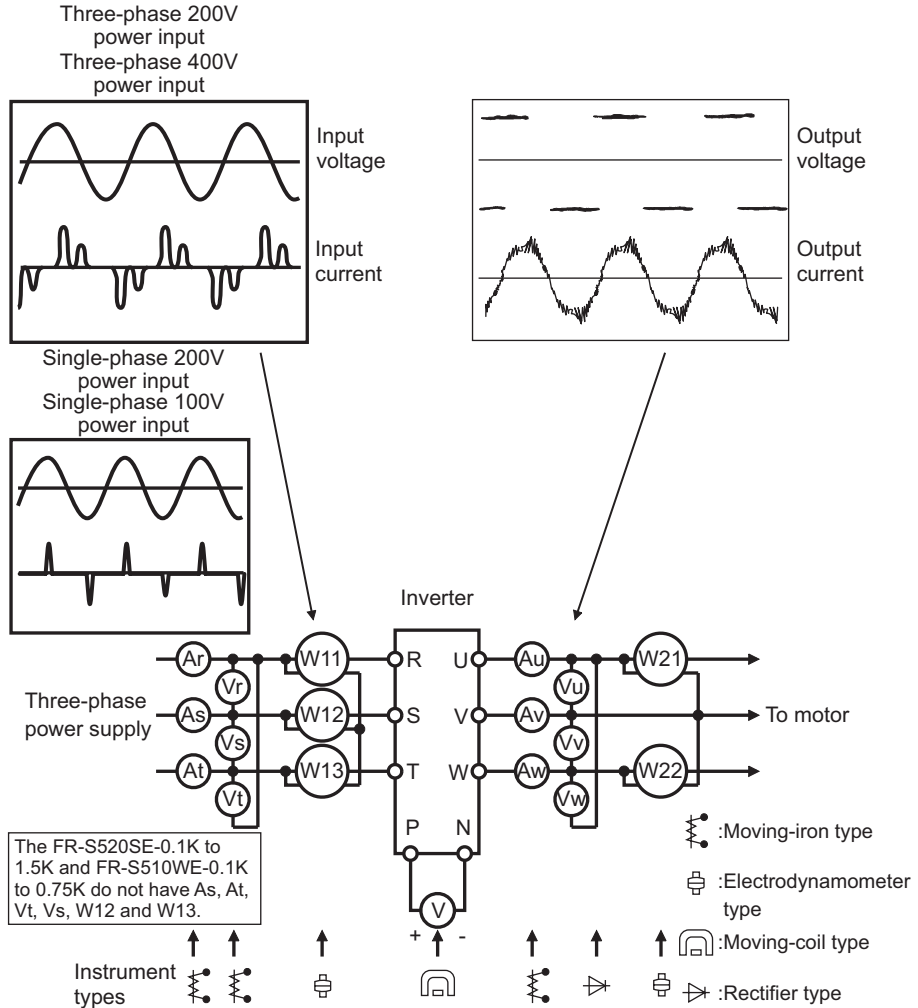 Three-phase 200V
power input
Three-phase 400V
power input
Input
voltage
Input
current
Output
voltage
Output
current
Single-phase 200V
power input
Single-phase 100V
power input
Inverter
Ar
Vr
W11
R
U
Au
Vu
W21
Three-phase
power supply
As
Vs
W12
S
V
Av
Vv
To motor
At
Vt
W13
T
W
Aw
Vw
W22
P
N
V
+ -
The FR-S520SE-0.1K to
1.5K and FR-S510WE-0.1K
to 0.75K do not have As, At,
Vt, Vs, W12 and W13.
:Moving-iron type
:Electrodynamometer
type
:Moving-coil type
:Rectifier type
Instrument
types